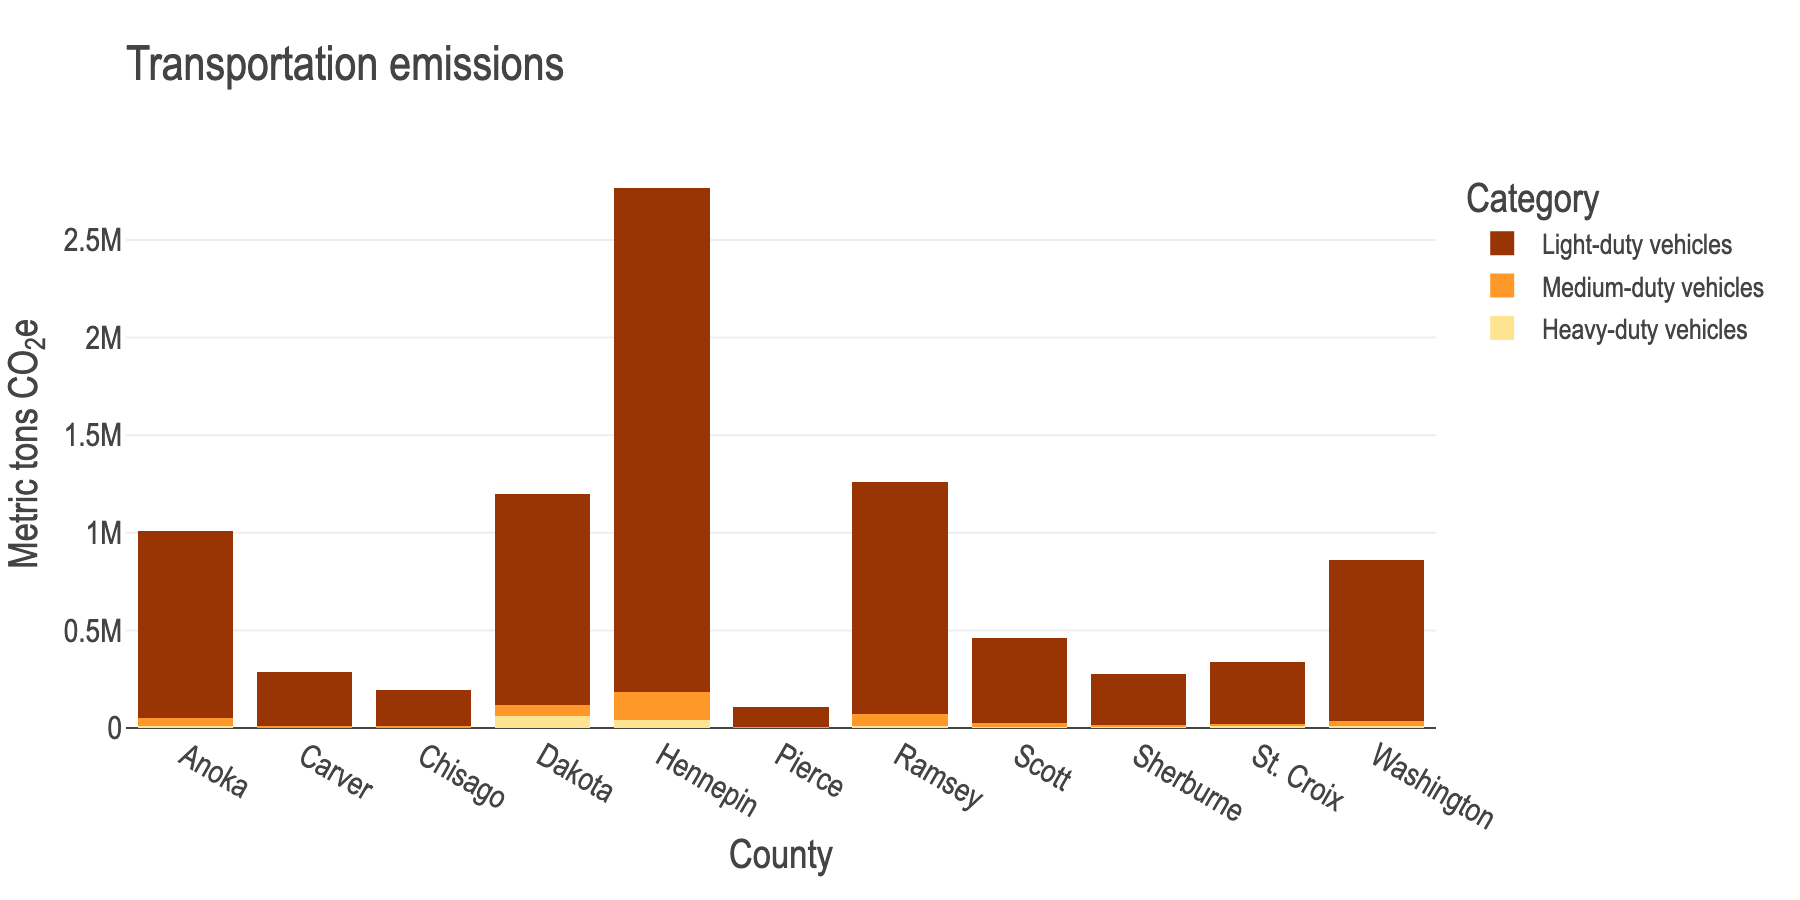 Transportation emissions
Category
Light-duty vehicles
Medium-duty vehicles
Heavy-duty vehicles
Metric tons CO₂e
2.5M
2M
1.5M
1M
0.5M
0
Anoka
Carver
Chisago
Dakota
Hennepin
Pierce
Ramsey
Scott
Sherburne
St. Croix
Washington
County